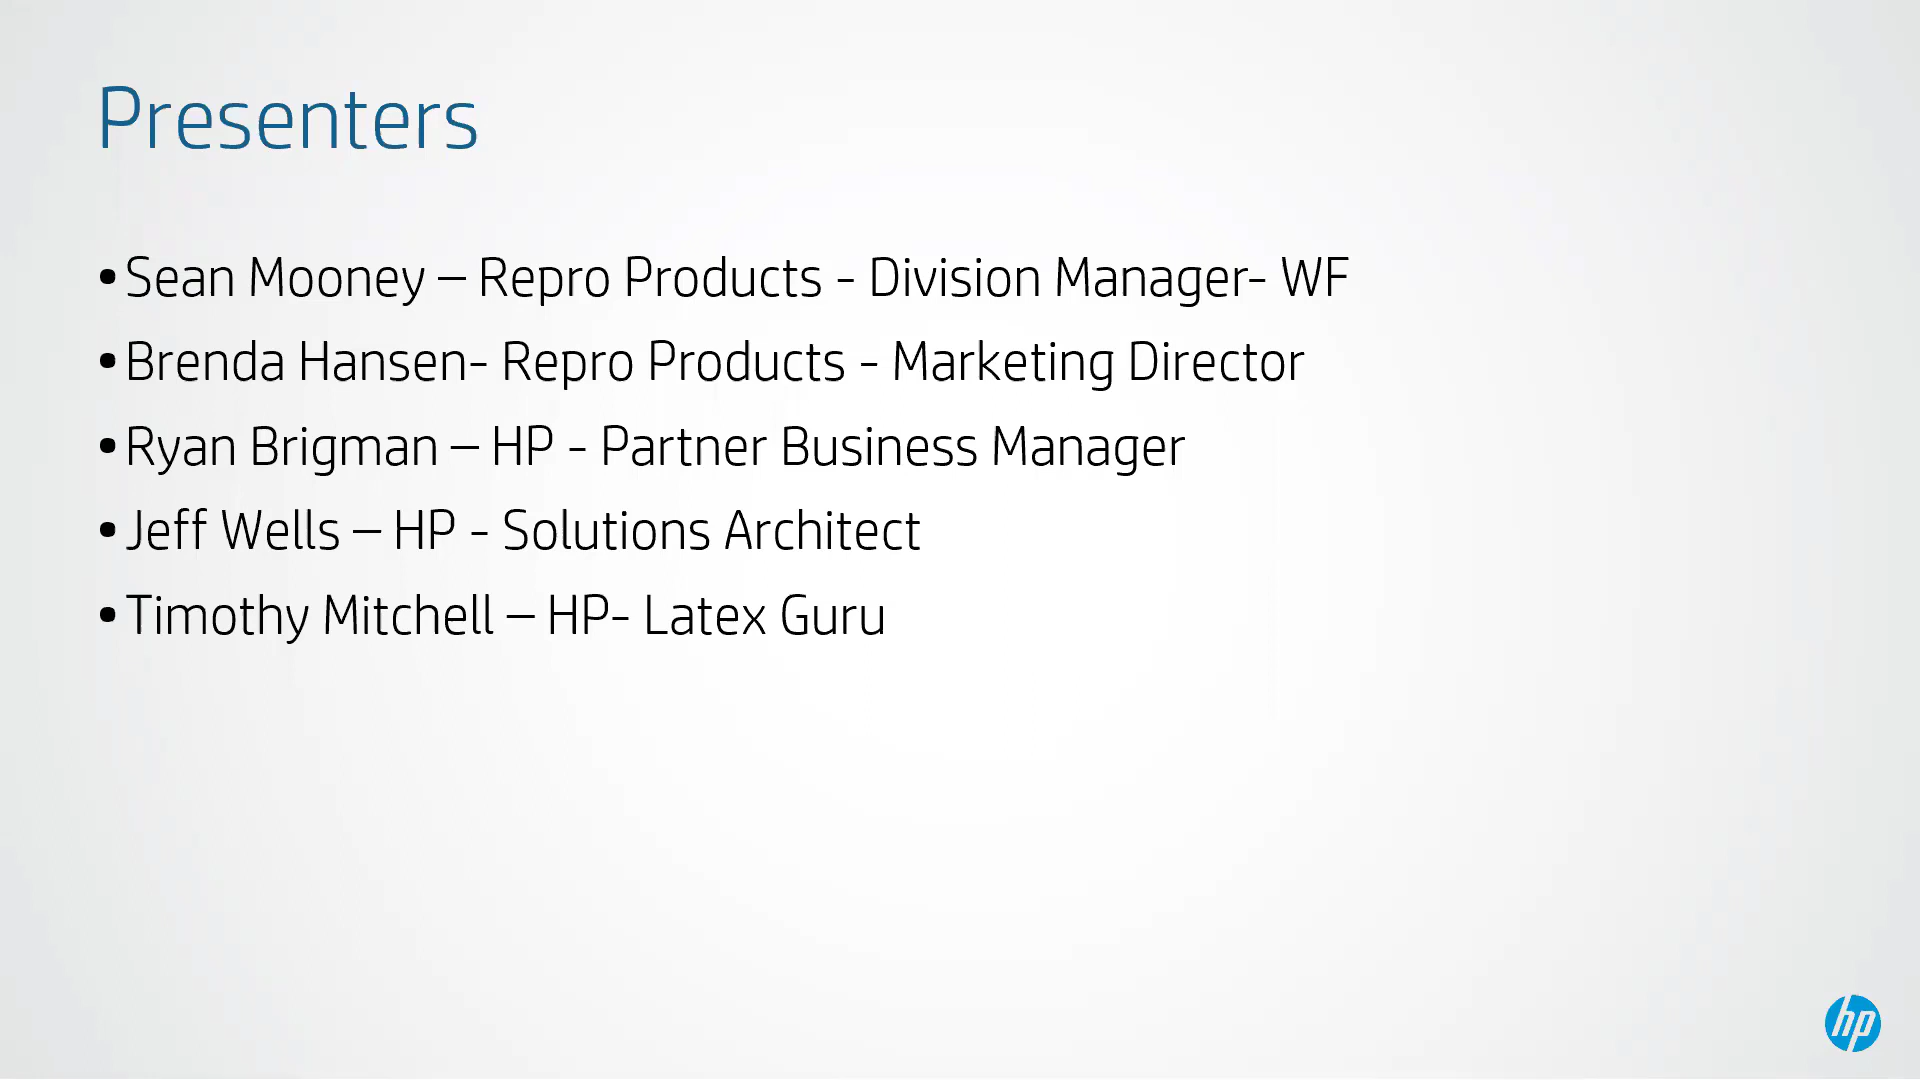 Presenters
• Sean Mooney – Repro Products - Division Manager- WF
• Brenda Hansen- Repro Products - Marketing Director
• Ryan Brigman – HP - Partner Business Manager
• Jeff Wells – HP - Solutions Architect
• Timothy Mitchell – HP- Latex Guru
hp